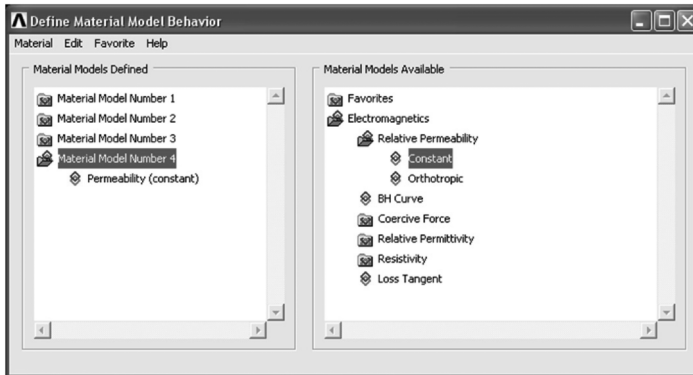 Define Material Model Behavior
Material Edit Favorite Help
Material Models Defined
Material Model Number 1
Material Model Number 2
Material Model Number 3
Material Model Number 4
Permeability (constant)
Material Models Available
Favorites
Electromagnetics
Relative Permeability
Constant
Orthotropic
BH Curve
Coercive Force
Relative Permittivity
Resistivity
Loss Tangent